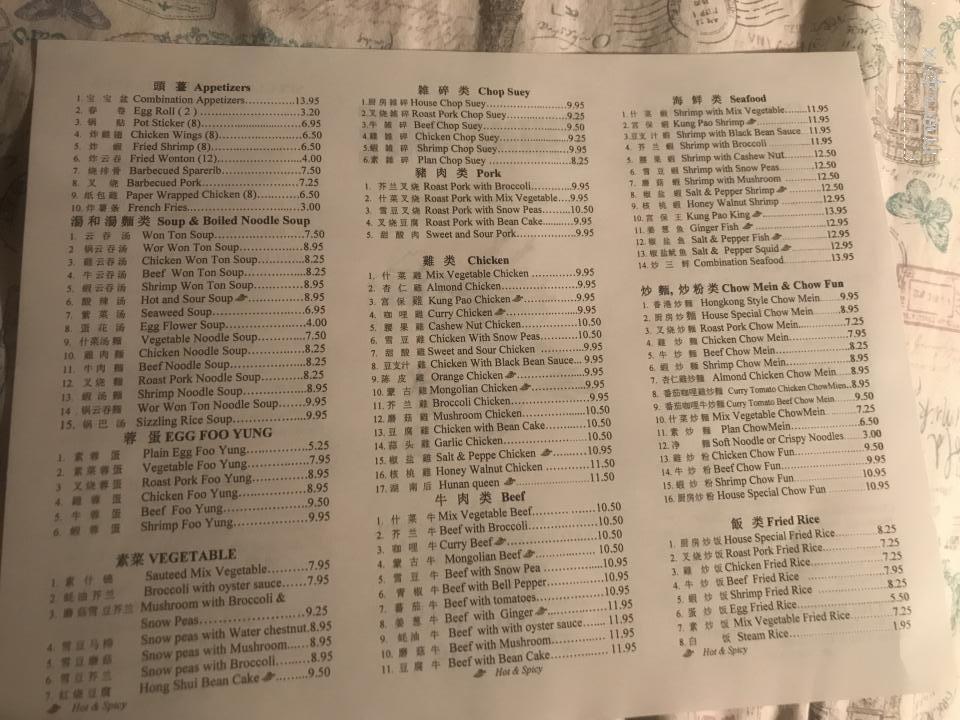 頭 薹 Appetizers
1. 宝 宝 盆 Combination Appetizers..............13.95
2. 春 卷 Egg Roll ( 2 )..........................3.20
3. 锅 貼 Pot Sticker (8)........................6.95
4. 炸雞翅 Chicken Wings (8)...................6.50
5. 炸 蝦 Fried Shrimp (8)......................6.50
6. 炸云吞 Fried Wonton (12)...................4.00
7. 烧排骨 Barbecued Sparerib..................7.50
8. 叉 烧 Barbecued Pork......................7.25
9. 纸包雞 Paper Wrapped Chicken (8)........6.50
10. 炸薯条 French Fries.........................3.00
湯和湯麵类 Soup & Boiled Noodle Soup
1. 云 吞 汤 Won Ton Soup...................7.50
2 锅云吞汤 Wor Won Ton Soup...............8.95
3. 雞云吞汤 Chicken Won Ton Soup..........8.25
4. 牛云吞汤 Beef Won Ton Soup.............8.25
5. 蝦云吞汤 Shrimp Won Ton Soup...........8.95
6. 酸 辣 汤 Hot and Sour Soup..............8.95
7. 紫 菜 汤 Seaweed Soup...................6.95
8. 蛋 花 汤 Egg Flower Soup................4.00
9. 什菜汤麵 Vegetable Noodle Soup..........7.50
10. 雞 肉 麵 Chicken Noodle Soup............8.25
11. 牛 肉 麵 Beef Noodle Soup...............8.25
12. 叉 烧 麵 Roast Pork Noodle Soup.........8.25
13. 蝦 汤 麵 Shrimp Noodle Soup.............8.95
14 . 锅云吞麵 Wor Won Ton Noodle Soup......9.95
15. 锅 巴 汤 Sizzling Rice Soup..............9.95
蓉 蛋 EGG FOO YUNG
1. 素 蓉 蛋 Plain Egg Foo Yung..............5.25
2. 素菜蓉蛋 Vegetable Foo Yung..............7.95
3 叉烧蓉蛋 Roast Pork Foo Yung.............8.95
4. 雞 蓉 蛋 Chicken Foo Yung................8.95
5. 牛 蓉 蛋 Beef Foo Yung...................9.50
6. 蝦 蓉 蛋 Shrimp Foo Yung.................9.95
素菜 VEGETABLE
1. 素 什 锦 Sauteed Mix Vegetable............7.95
2. 蚝油芥兰 Broccoli with oyster sauce.......7.95
3. 蘑菇雪豆芥兰 Mushroom with Broccoli &
Snow Peas.......................9.25
4. 雪豆马蹄 Snow peas with Water chestnut.8.95
5. 雪豆蘑菇 Snow peas with Mushroom.....8.95
6. 雪豆芥兰 Snow peas with Broccoli........8.95
7. 红烧豆腐 Hong Shui Bean Cake .........9.50
Hot & Spicy
雜 碎 类 Chop Suey
1.厨房雜碎 House Chop Suey....................9.95
2.叉烧雜碎 Roast Pork Chop Suey..............9.25
3.牛 雜 碎 Beef Chop Suey.....................9.50
4.雞 雜 碎 Chicken Chop Suey.................9.25
5.蝦 雜 碎 Shrimp Chop Suey..................9.95
6.素 雜 碎 Plan Chop Suey ....................8.25
豬 肉 类 Pork
1. 芥兰叉烧 Roast Pork with Broccoli..........9.95
2. 什菜叉烧 Roast Pork with Mix Vegetable....9.95
3. 雪豆叉烧 Roast Pork with Snow Peas.......10.50
4. 叉烧豆腐 Roast Pork with Bean Cake.......9.95
5. 甜 酸 肉 Sweet and Sour Pork..............9.95
雞 类 Chicken
1. 什 菜 雞 Mix Vegetable Chicken ...........9.95
2. 杏 仁 雞 Almond Chicken...................9.95
3. 宫 保 雞 Kung Pao Chicken.................9.95
4. 咖 哩 雞 Curry Chicken....................9.95
5. 腰 果 雞 Cashew Nut Chicken..............10.50
6. 雪 豆 雞 Chicken With Snow Peas..........10.50
7. 甜 酸 雞 Sweet and Sour Chicken ..........9.95
8. 豆支汁 雞 Chicken With Black Bean Sauce... 9.95
9. 陈 皮 雞 Orange Chicken...................9.95
10. 蒙 古 雞 Mongolian Chicken...............9.95
11. 芥 兰 雞 Broccoli Chicken.................9.95
12. 蘑 菇 雞 Mushroom Chicken...............10.50
13. 豆 腐 雞 Chicken with Bean Cake..........10.50
14. 蒜 头 雞 Garlic Chicken...................10.50
15. 椒 盐 雞 Salt & Peppe Chicken ..........10.95
16. 核 桃 雞 Honey Walnut Chicken ..........11.50
17. 湖 南 后 Hunan queen ...................11.50
牛 肉 类 Beef
1. 什 菜 牛 Mix Vegetable Beef...............10.50
2. 芥 兰 牛 Beef with Broccoli................10.50
3. 咖 哩 牛 Curry Beef.......................10.50
4. 蒙 古 牛 Mongolian Beef .................10.50
5. 雪 豆 牛 Beef with Snow Pea ..............10.95
6. 青 椒 牛 Beef with Bell Pepper.............10.95
7. 蕃 茄 牛 Beef with tomatoes................10.95
8. 姜 葱 牛 Beef with Ginger.................11.95
9. 蚝 油 牛 Beef with with oyster sauce.......11.95
10. 蘑 菇 牛 Beef with Mushroom.............11.95
11. 豆 腐 牛 Beef with Bean Cake.............11.95
Hot & Spicy
海 鲜 类 Seafood
1. 什 菜 蝦 Shrimp with Mix Vegetable......11.95
2. 宫 保 蝦 Kung Pao Shrimp ..............11.95
3.豆支汁 蝦 Shrimp with Black Bean Sauce..11.95
4. 芥 兰 蝦 Shrimp with Broccoli ..........11.95
5. 腰 果 蝦 Shrimp with Cashew Nut........12.50
6. 雪 豆 蝦 Shrimp with Snow Peas.........12.50
7. 蘑 菇 蝦 Shrimp with Mushroom .........12.50
8. 椒 盐 蝦 Salt & Pepper Shrimp..........12.50
9. 核 桃 蝦 Honey Walnut Shrimp ..........12.95
10. 宫 保 王 Kung Pao King................13.95
11. 姜 葱 鱼 Ginger Fish ..................12.95
12. 椒 盐 鱼 Salt & Pepper Fish ............12.95
13. 椒盐鱿鱼 Salt & Pepper Squid..........12.95
14. 炒 三 鲜 Combination Seafood...........13.95
炒 麵, 炒粉类 Chow Mein & Chow Fun
1. 香港炒麵 Hongkong Style Chow Mein......9.95
2. 厨房炒麵 House Special Chow Mein........8.95
3. 叉烧炒麵 Roast Pork Chow Mein...........7.25
4. 雞 炒 麵 Chicken Chow Mein..............7.95
5. 牛 炒 麵 Beef Chow Mein.................8.25
6. 蝦 炒 麵 Shrimp Chow Mein..............8.95
7. 杏仁雞炒麵 Almond Chicken Chow Mein....8.95
8. 番茄咖哩雞炒麵 Curry Tomato Chicken ChowMien..8.95
9. 番茄咖哩牛炒麵 Curry Tomato Beef Chow Mein....9.50
10. 什菜炒麵 Mix Vegetable ChowMein........7.25
11. 素 炒 麵 Plan ChowMein..................6.50
12. 净 麵 Soft Noodle or Crispy Noodles....3.00
13. 雞 炒 粉 Chicken Chow Fun..............9.50
14. 牛 炒 粉 Beef Chow Fun.................9.95
15. 蝦 炒 粉 Shrimp Chow Fun..............10.95
16. 厨房炒粉 House Special Chow Fun........10.95
飯 类 Fried Rice
1. 厨房炒饭 House Special Fried Rice.........8.25
2. 叉烧炒饭 Roast Pork Fried Rice............7.25
3. 雞 炒 饭 Chicken Fried Rice...............7.25
4. 牛 炒 饭 Beef Fried Rice .................7.95
5. 蝦 炒 饭 Shrimp Fried Rice................8.25
6. 蛋 炒 饭 Egg Fried Rice...................5.50
7. 素 炒 饭 Mix Vegetable Fried Rice.........7.25
8. 白 饭 Steam Rice.........................1.95
Hot & Spicy